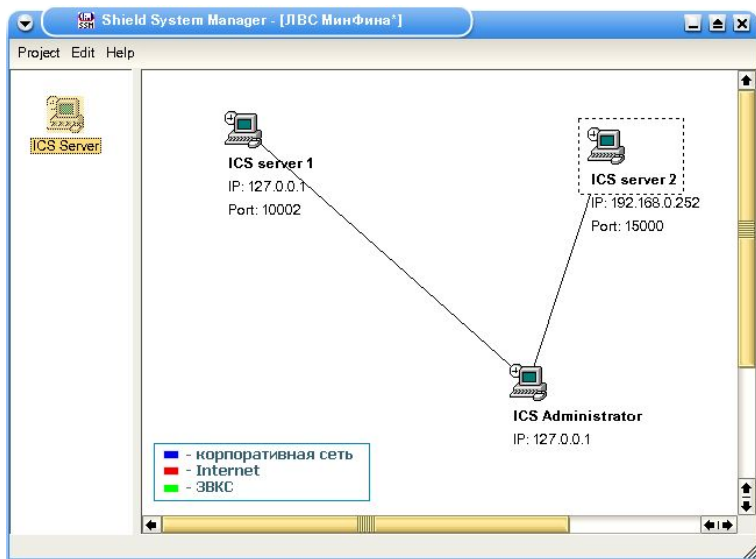 SSM Shield System Manager - [ЛВС МинФина*]
Project Edit Help
ICS Server
ICS server 1
IP: 127.0.0.1
Port: 10002
ICS server 2
IP: 192.168.0.252
Port: 15000
ICS Administrator
IP: 127.0.0.1
- корпоративная сеть
- Internet
- ЗВКС